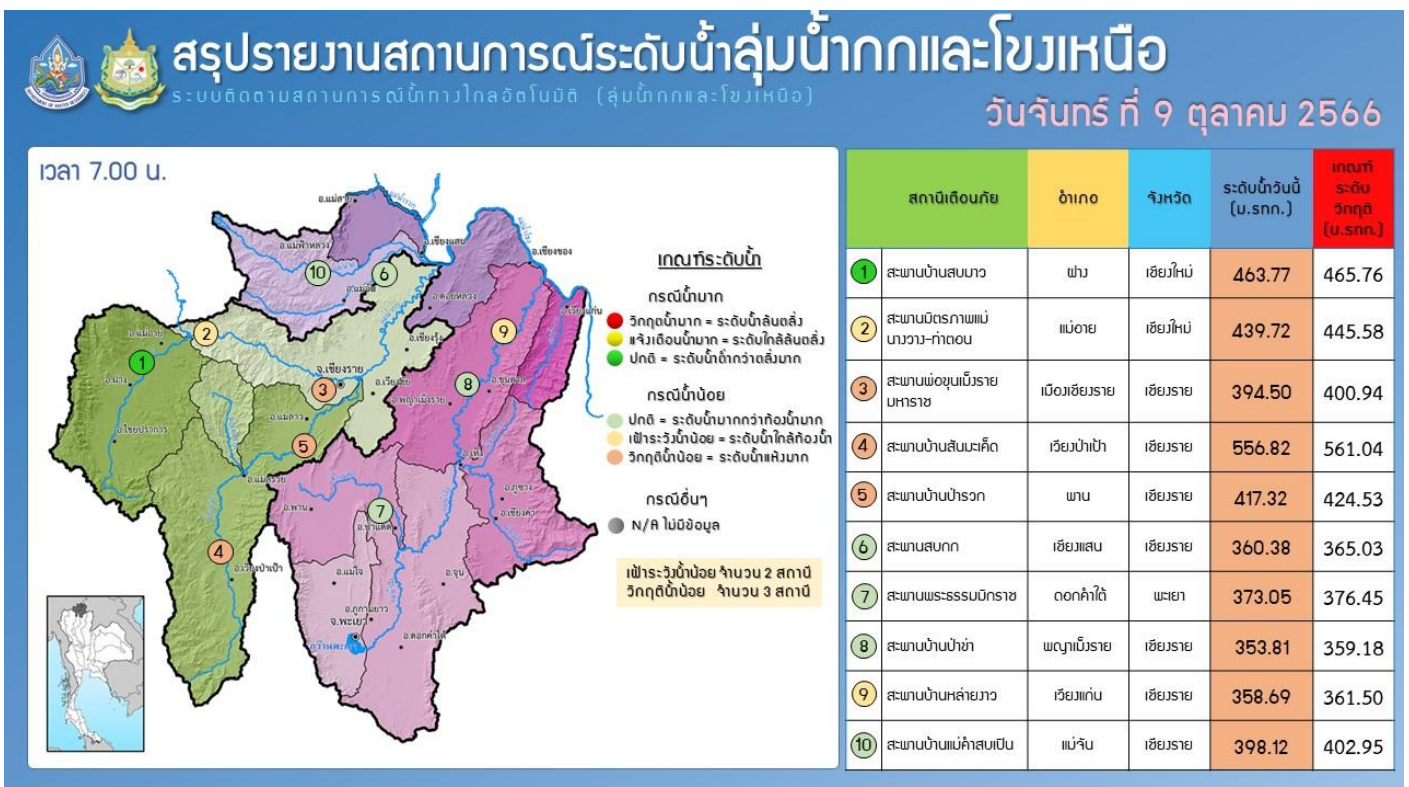 สรุปรายงานสถานการณ์ระดับน้ำลุ่มน้ำกกและโขงเหนือ
ระบบติดตามสถานการณ์น้ำทางไกลอัตโนมัติ (ลุ่มน้ำกกและโขงเหนือ)
วันจันทร์ ที่ 9 ตุลาคม 2566
เวลา 7.00 น.
อ.แม่สาย
แม่น้ำรวก
อ.แม่ฟ้าหลวง
อ.เชียงแสน
แม่น้ำโขง
อ.เชียงของ
10
6
อ.แม่จัน
อ.ดอยหลวง
อ.เวียงแก่น
อ.แม่อาย
2
9
อ.เชียงรุ้ง
1
อ.ฝาง
จ.เชียงราย
3
8
อ.ขุนตาล
อ.พญาเม็งราย
อ.แม่ลาว
อ.ไชยปราการ
5
อ.เทิง
อ.แม่สรวย
อ.ภูซาง
อ.พาน
7
อ.ป่าแดด
อ.เชียงคำ
4
อ.เวียงป่าเป้า
อ.แม่ใจ
อ.จุน
อ.ภูกามยาว
จ.พะเยา
อ.ดอกคำใต้
กว๊านพะเยา
เกณฑ์ระดับน้ำ
กรณีน้ำมาก
วิกฤตน้ำมาก = ระดับน้ำล้นตลิ่ง
แจ้งเตือนน้ำมาก = ระดับใกล้ล้นตลิ่ง
ปกติ = ระดับน้ำต่ำกว่าตลิ่งมาก
กรณีน้ำน้อย
ปกติ = ระดับน้ำมากกว่าท้องน้ำมาก
เฝ้าระวังน้ำน้อย = ระดับน้ำใกล้ท้องน้ำ
วิกฤติน้ำน้อย = ระดับน้ำแห้งมาก
กรณีอื่นๆ
N/A ไม่มีข้อมูล
เฝ้าระวังน้ำน้อย จำนวน 2 สถานี
วิกฤติน้ำน้อย จำนวน 3 สถานี
สถานีเตือนภัย อำเภอ จังหวัด ระดับน้ำวันนี้ (ม.รทก.) เกณฑ์ระดับวิกฤติ (ม.รทก.)
1 สะพานบ้านสบมาว ฝาง เชียงใหม่ 463.77 465.76
2 สะพานมิตรภาพแม่นางวาง-ท่าตอน แม่อาย เชียงใหม่ 439.72 445.58
3 สะพานพ่อขุนเม็งรายมหาราช เมืองเชียงราย เชียงราย 394.50 400.94
4 สะพานบ้านสันมะเค็ด เวียงป่าเป้า เชียงราย 556.82 561.04
5 สะพานบ้านป่ารวก พาน เชียงราย 417.32 424.53
6 สะพานสบกก เชียงแสน เชียงราย 360.38 365.03
7 สะพานพระธรรมมิกราช ดอกคำใต้ พะเยา 373.05 376.45
8 สะพานบ้านป่าข่า พญาเม็งราย เชียงราย 353.81 359.18
9 สะพานบ้านหล่ายงาว เวียงแก่น เชียงราย 358.69 361.50
10 สะพานบ้านแม่คำสบเปิน แม่จัน เชียงราย 398.12 402.95